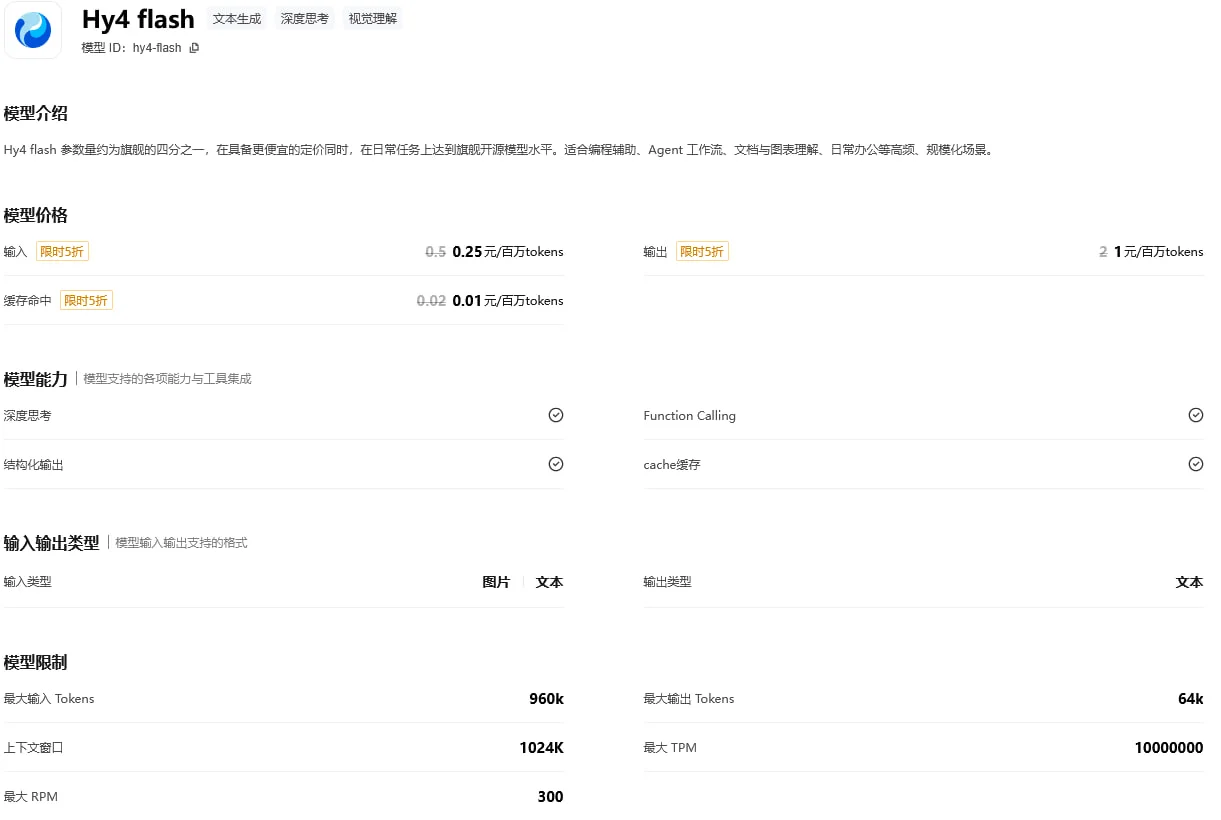 Hy4 flash 文本生成 深度思考 视觉理解
模型 ID: hy4-flash
模型介绍
Hy4 flash 参数量约为旗舰的四分之一，在具备更便宜的定价同时，在日常任务上达到旗舰开源模型水平。适合编程辅助、Agent 工作流、文档与图表理解、日常办公等高频、规模化场景。
模型价格
输入 限时5折 0.5 0.25元/百万tokens
输出 限时5折 2 1元/百万tokens
缓存命中 限时5折 0.02 0.01元/百万tokens
模型能力 | 模型支持的各项能力与工具集成
深度思考
Function Calling
结构化输出
cache缓存
输入输出类型 | 模型输入输出支持的格式
输入类型 图片 | 文本
输出类型 文本
模型限制
最大输入 Tokens 960k
最大输出 Tokens 64k
上下文窗口 1024K
最大 TPM 10000000
最大 RPM 300